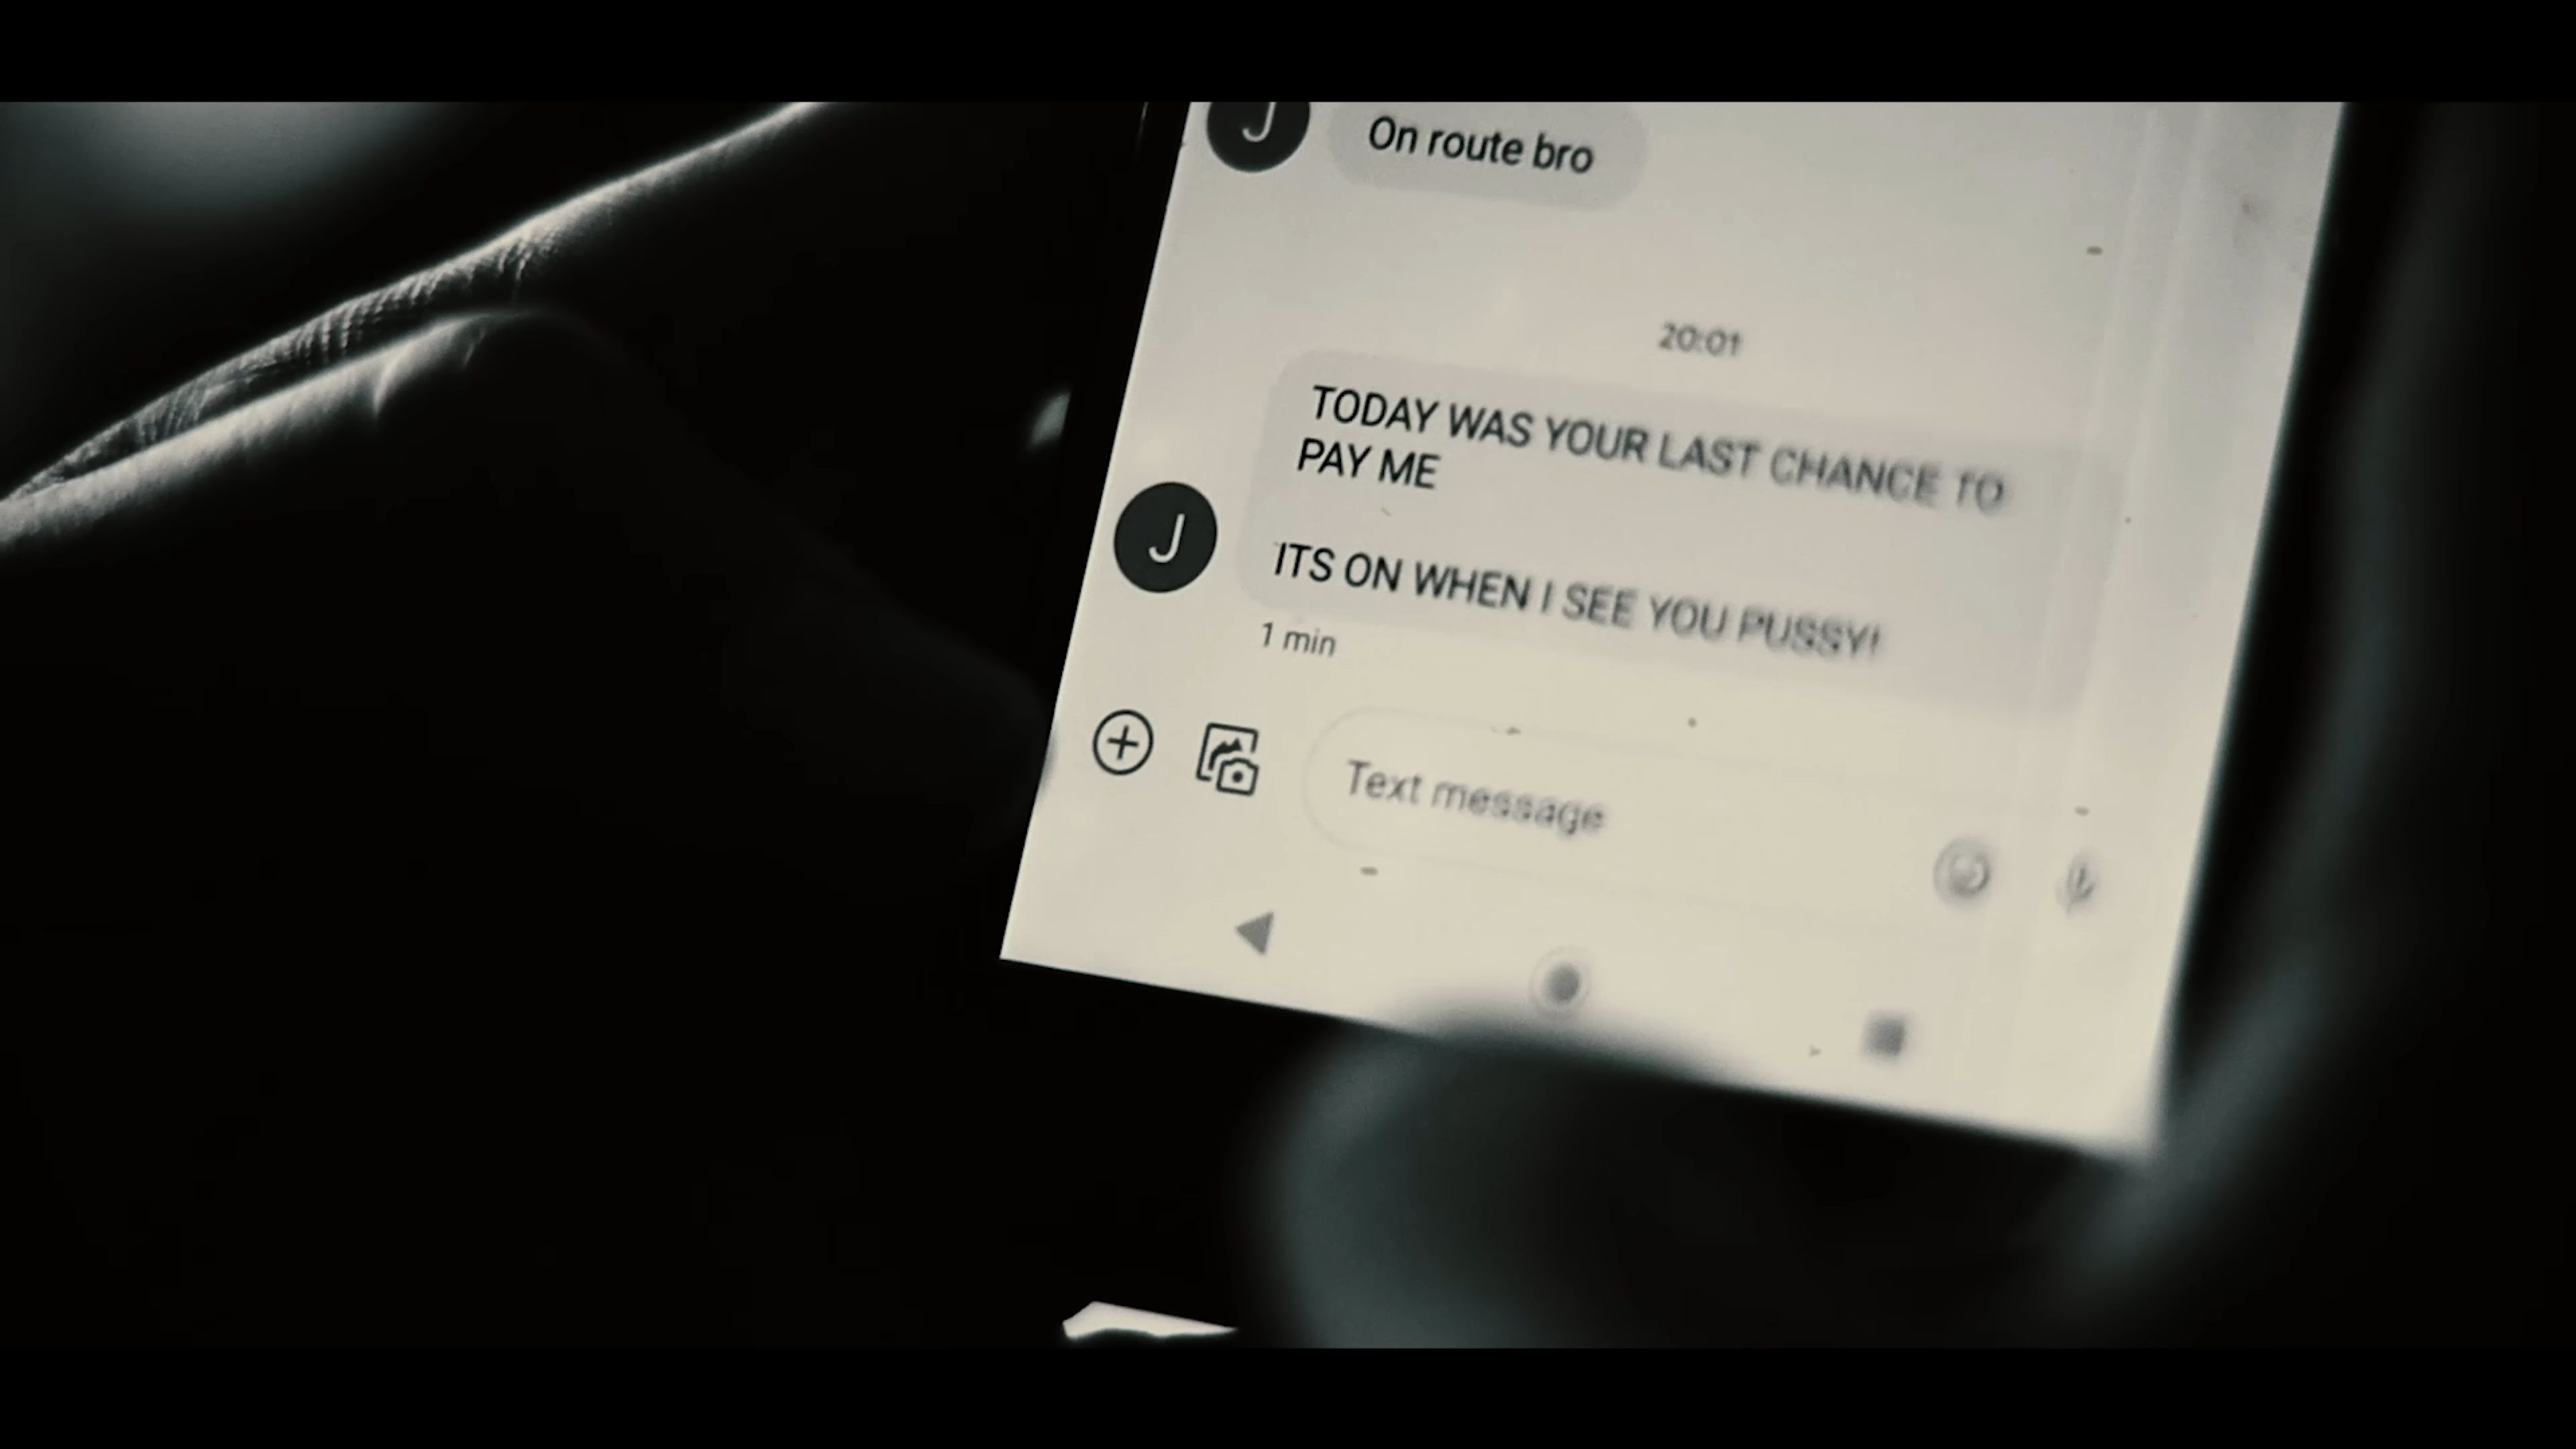 J
On route bro
20:01
TODAY WAS YOUR LAST CHANCE TO
PAY ME
J
ITS ON WHEN I SEE YOU PUSSY!
1 min
Text message